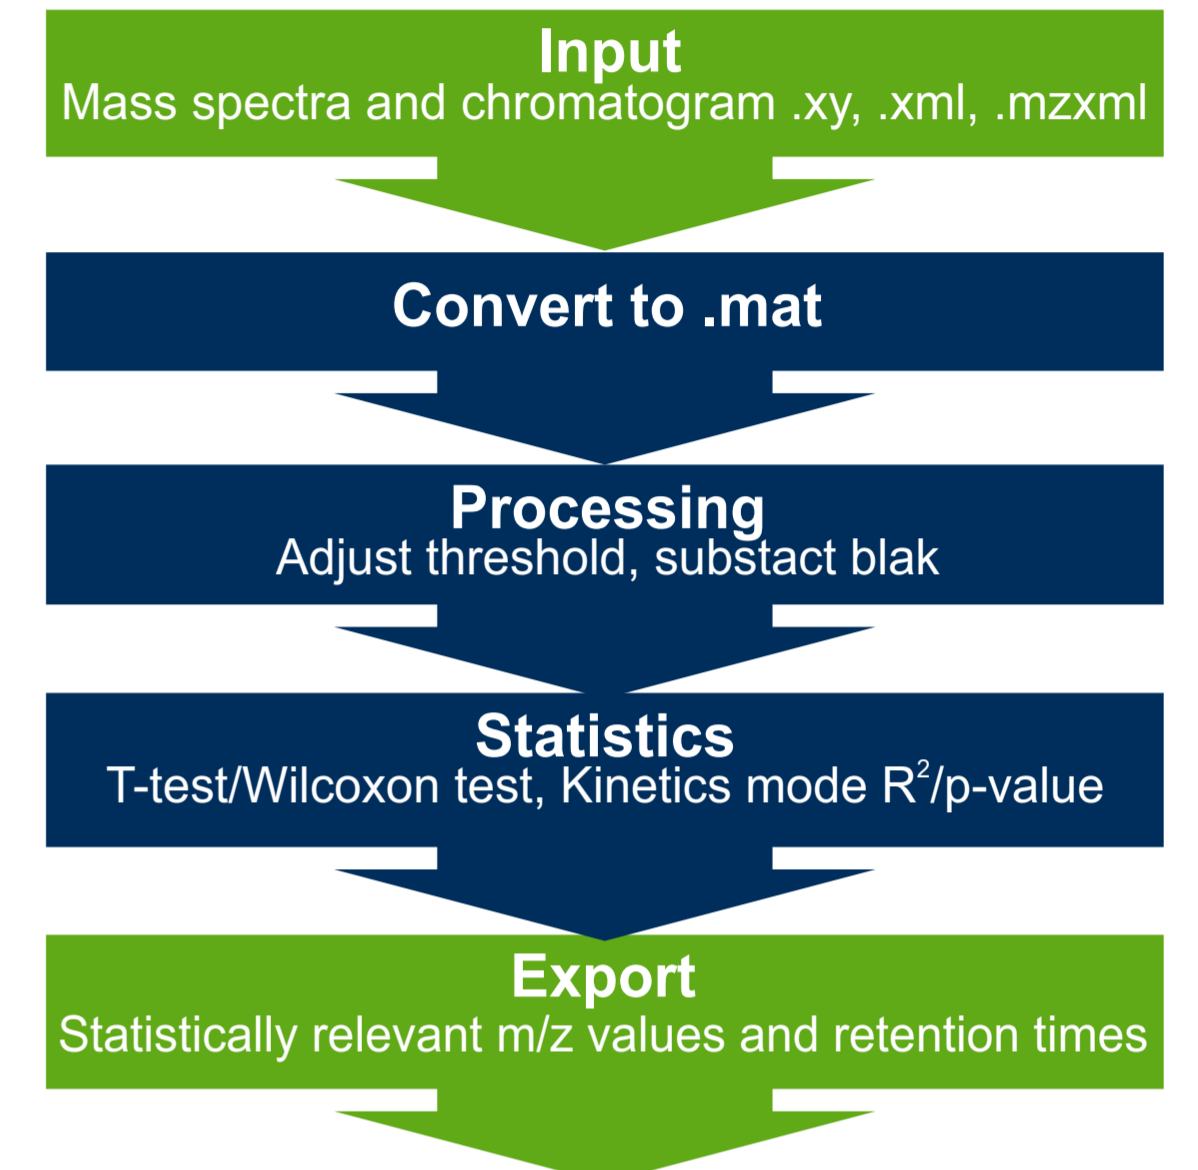 Input
Mass spectra and chromatogram .xy, .xml, .mzxml
Convert to .mat
Processing
Adjust threshold, substact blak
Statistics
T-test/Wilcoxon test, Kinetics mode R²/p-value
Export
Statistically relevant m/z values and retention times